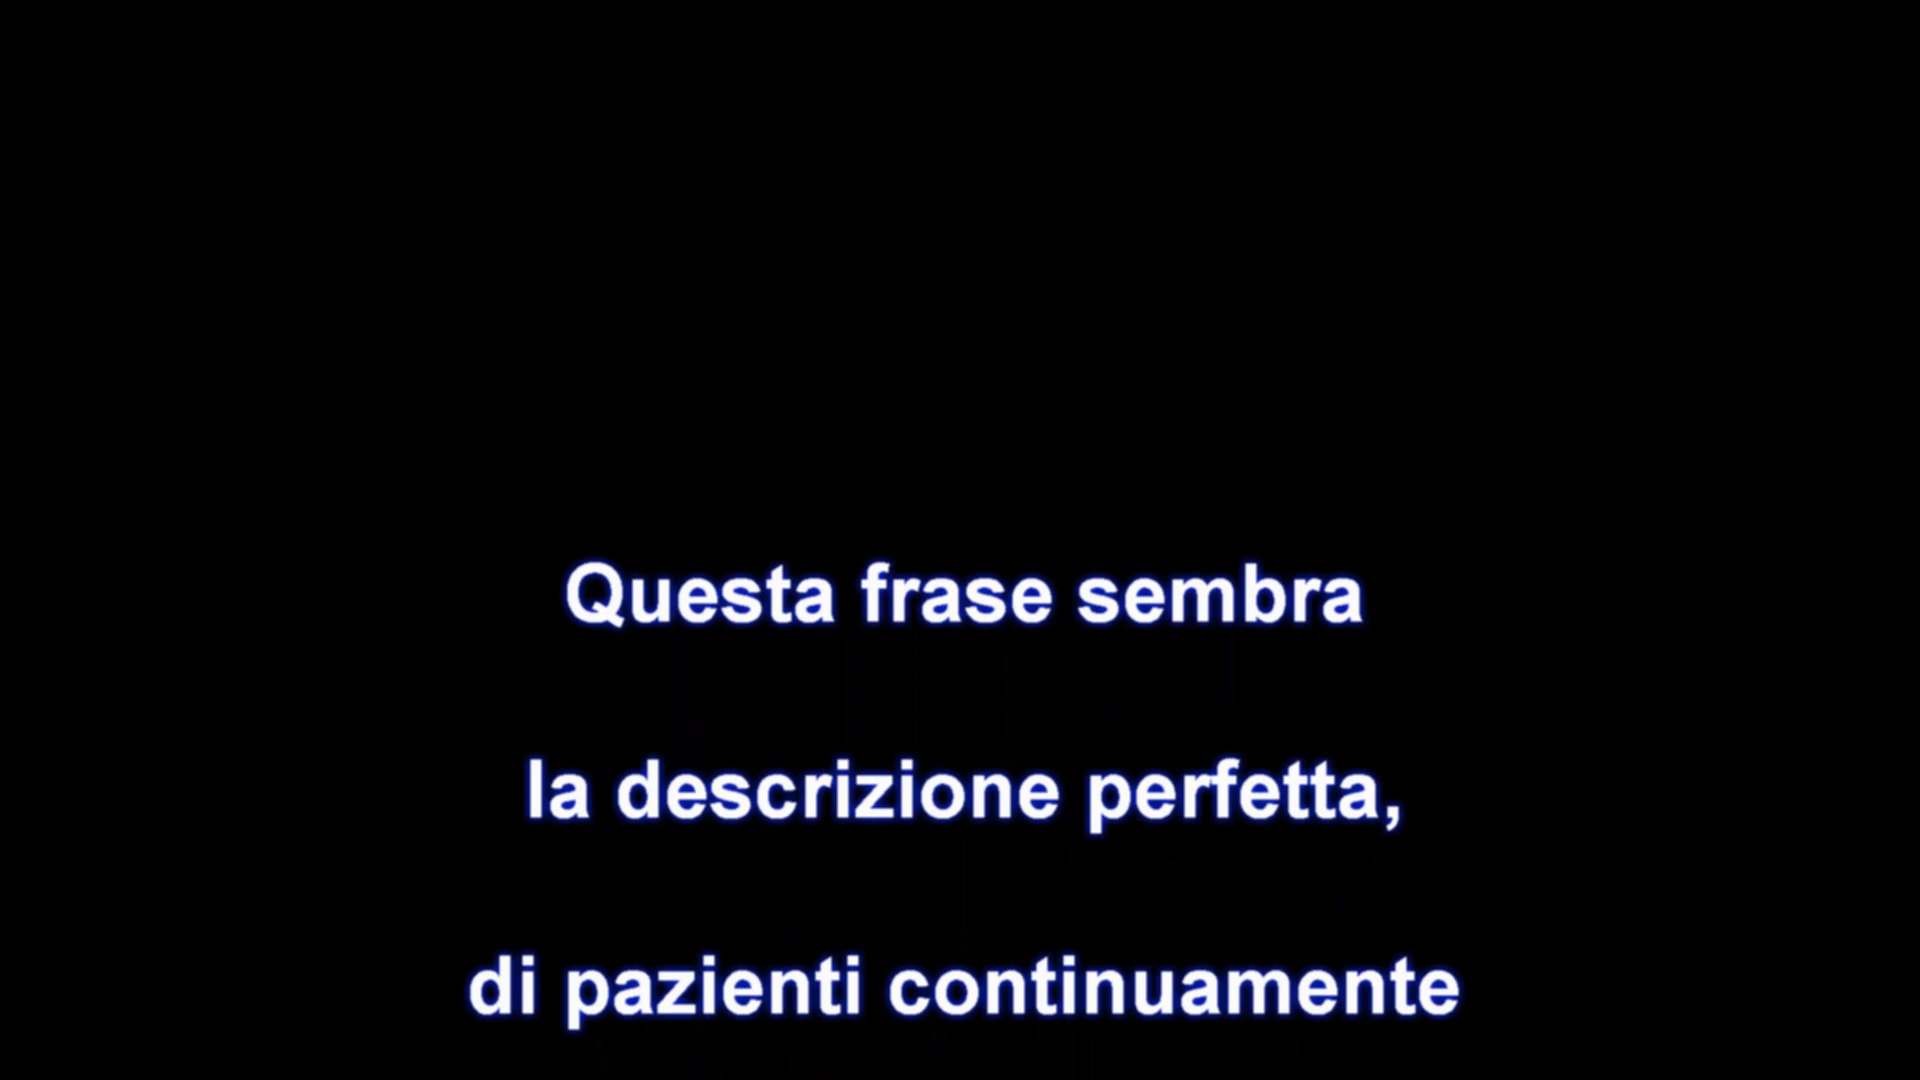 Questa frase sembra
la descrizione perfetta,
di pazienti continuamente